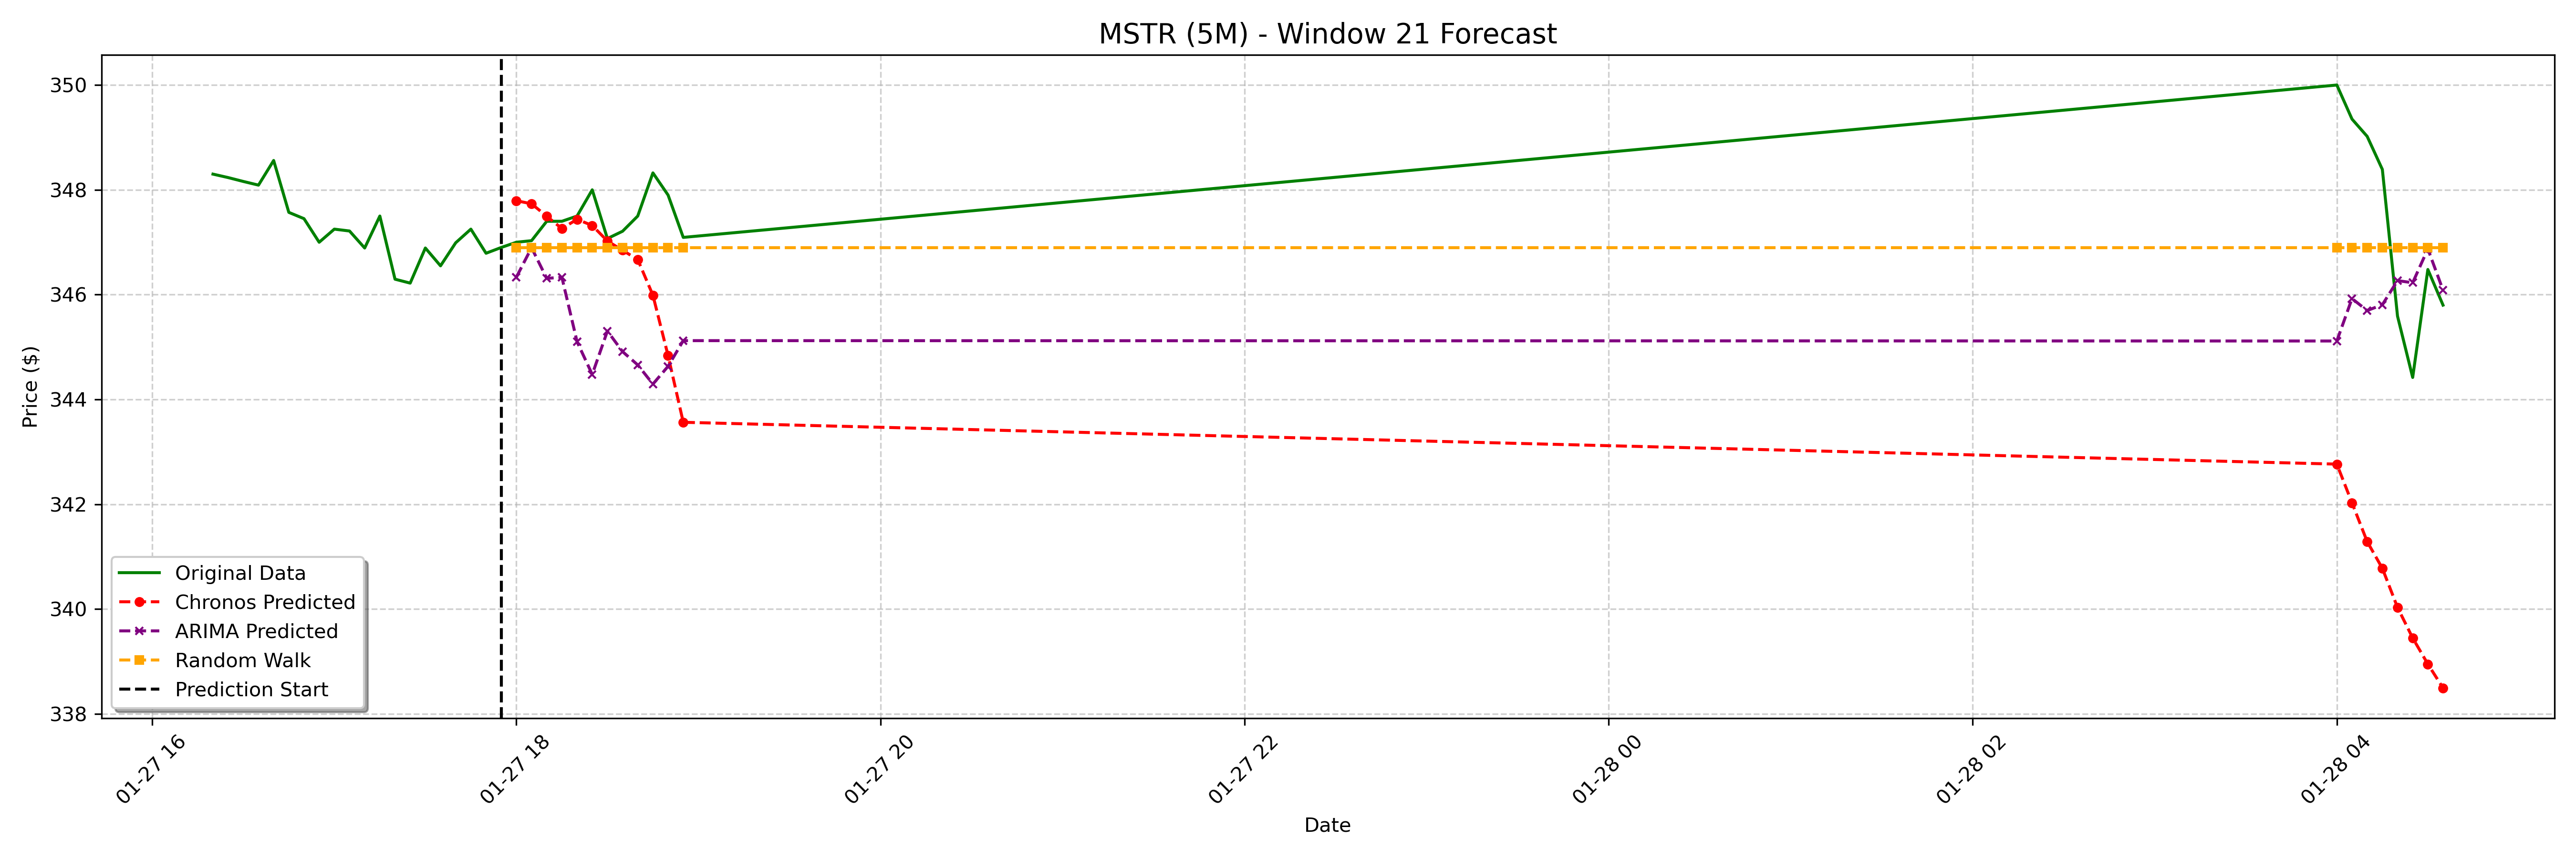 MSTR (5M) - Window 21 Forecast
Price ($)
350
348
346
344
342
340
338
Original Data
Chronos Predicted
ARIMA Predicted
Random Walk
Prediction Start
01-27 16
01-27 18
01-27 20
01-27 22
01-28 00
01-28 02
01-28 04
Date